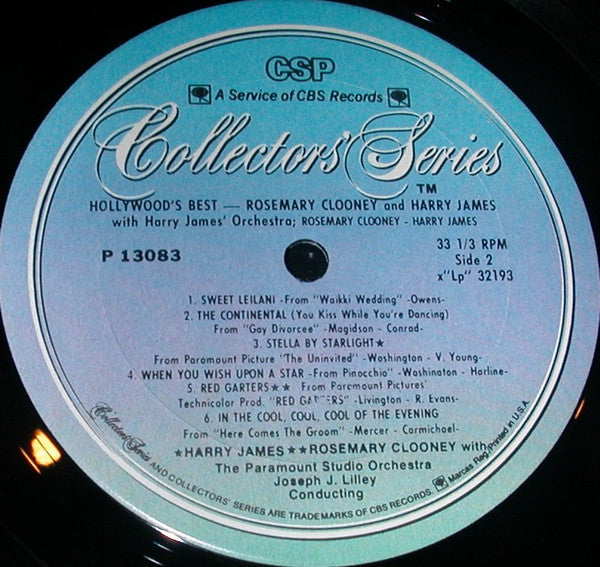 CSP
A Service of CBS Records
Collectors' Series
TM
HOLLYWOOD'S BEST — ROSEMARY CLOONEY and HARRY JAMES
with Harry James' Orchestra; ROSEMARY CLOONEY - HARRY JAMES
P 13083
33 1/3 RPM
Side 2
x"Lp" 32193
1. SWEET LEILANI -From "Waikki Wedding" -Owens-
2. THE CONTINENTAL (You Kiss While You're Dancing)
From "Gay Divorcee" -Magidson - Conrad-
3. STELLA BY STARLIGHT★
From Paramount Picture "The Uninvited" -Washington - V. Young-
4. WHEN YOU WISH UPON A STAR -From Pinocchio" -Washington - Harline-
5. RED GARTERS★★ From Paramount Pictures'
Technicolor Prod. "RED GARTERS" -Livington - R. Evans-
6. IN THE COOL, COUL, COOL OF THE EVENING
From "Here Comes The Groom" -Mercer - Carmichael-
★HARRY JAMES ★★ROSEMARY CLOONEY with
The Paramount Studio Orchestra
Joseph J. Lilley
Conducting
Collectors' Series AND COLLECTORS' SERIES ARE TRADEMARKS OF CBS RECORDS. Marcas Reg. Printed in U.S.A.